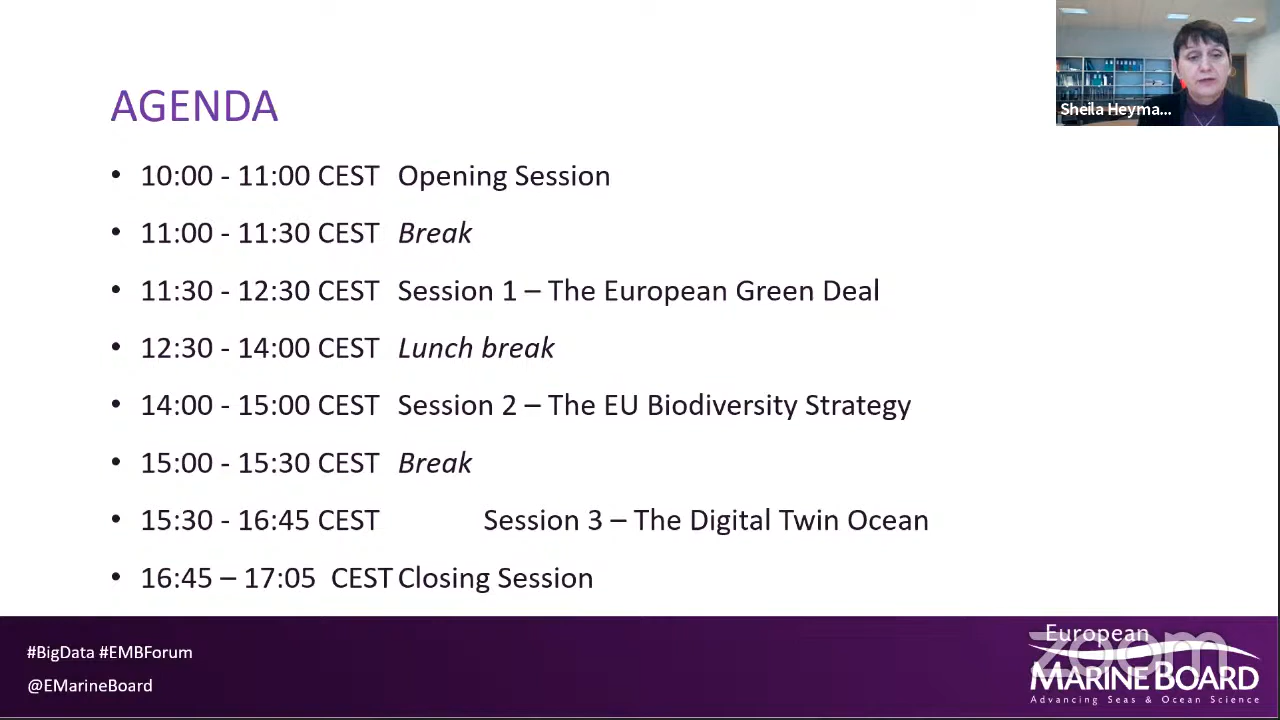 Sheila Heyma...
AGENDA
• 10:00 - 11:00 CEST Opening Session
• 11:00 - 11:30 CEST Break
• 11:30 - 12:30 CEST Session 1 – The European Green Deal
• 12:30 - 14:00 CEST Lunch break
• 14:00 - 15:00 CEST Session 2 – The EU Biodiversity Strategy
• 15:00 - 15:30 CEST Break
• 15:30 - 16:45 CEST Session 3 – The Digital Twin Ocean
• 16:45 – 17:05 CEST Closing Session
#BigData #EMBForum
@EMarineBoard
European
zoom
MARINE BOARD
Advancing Seas & Ocean Science